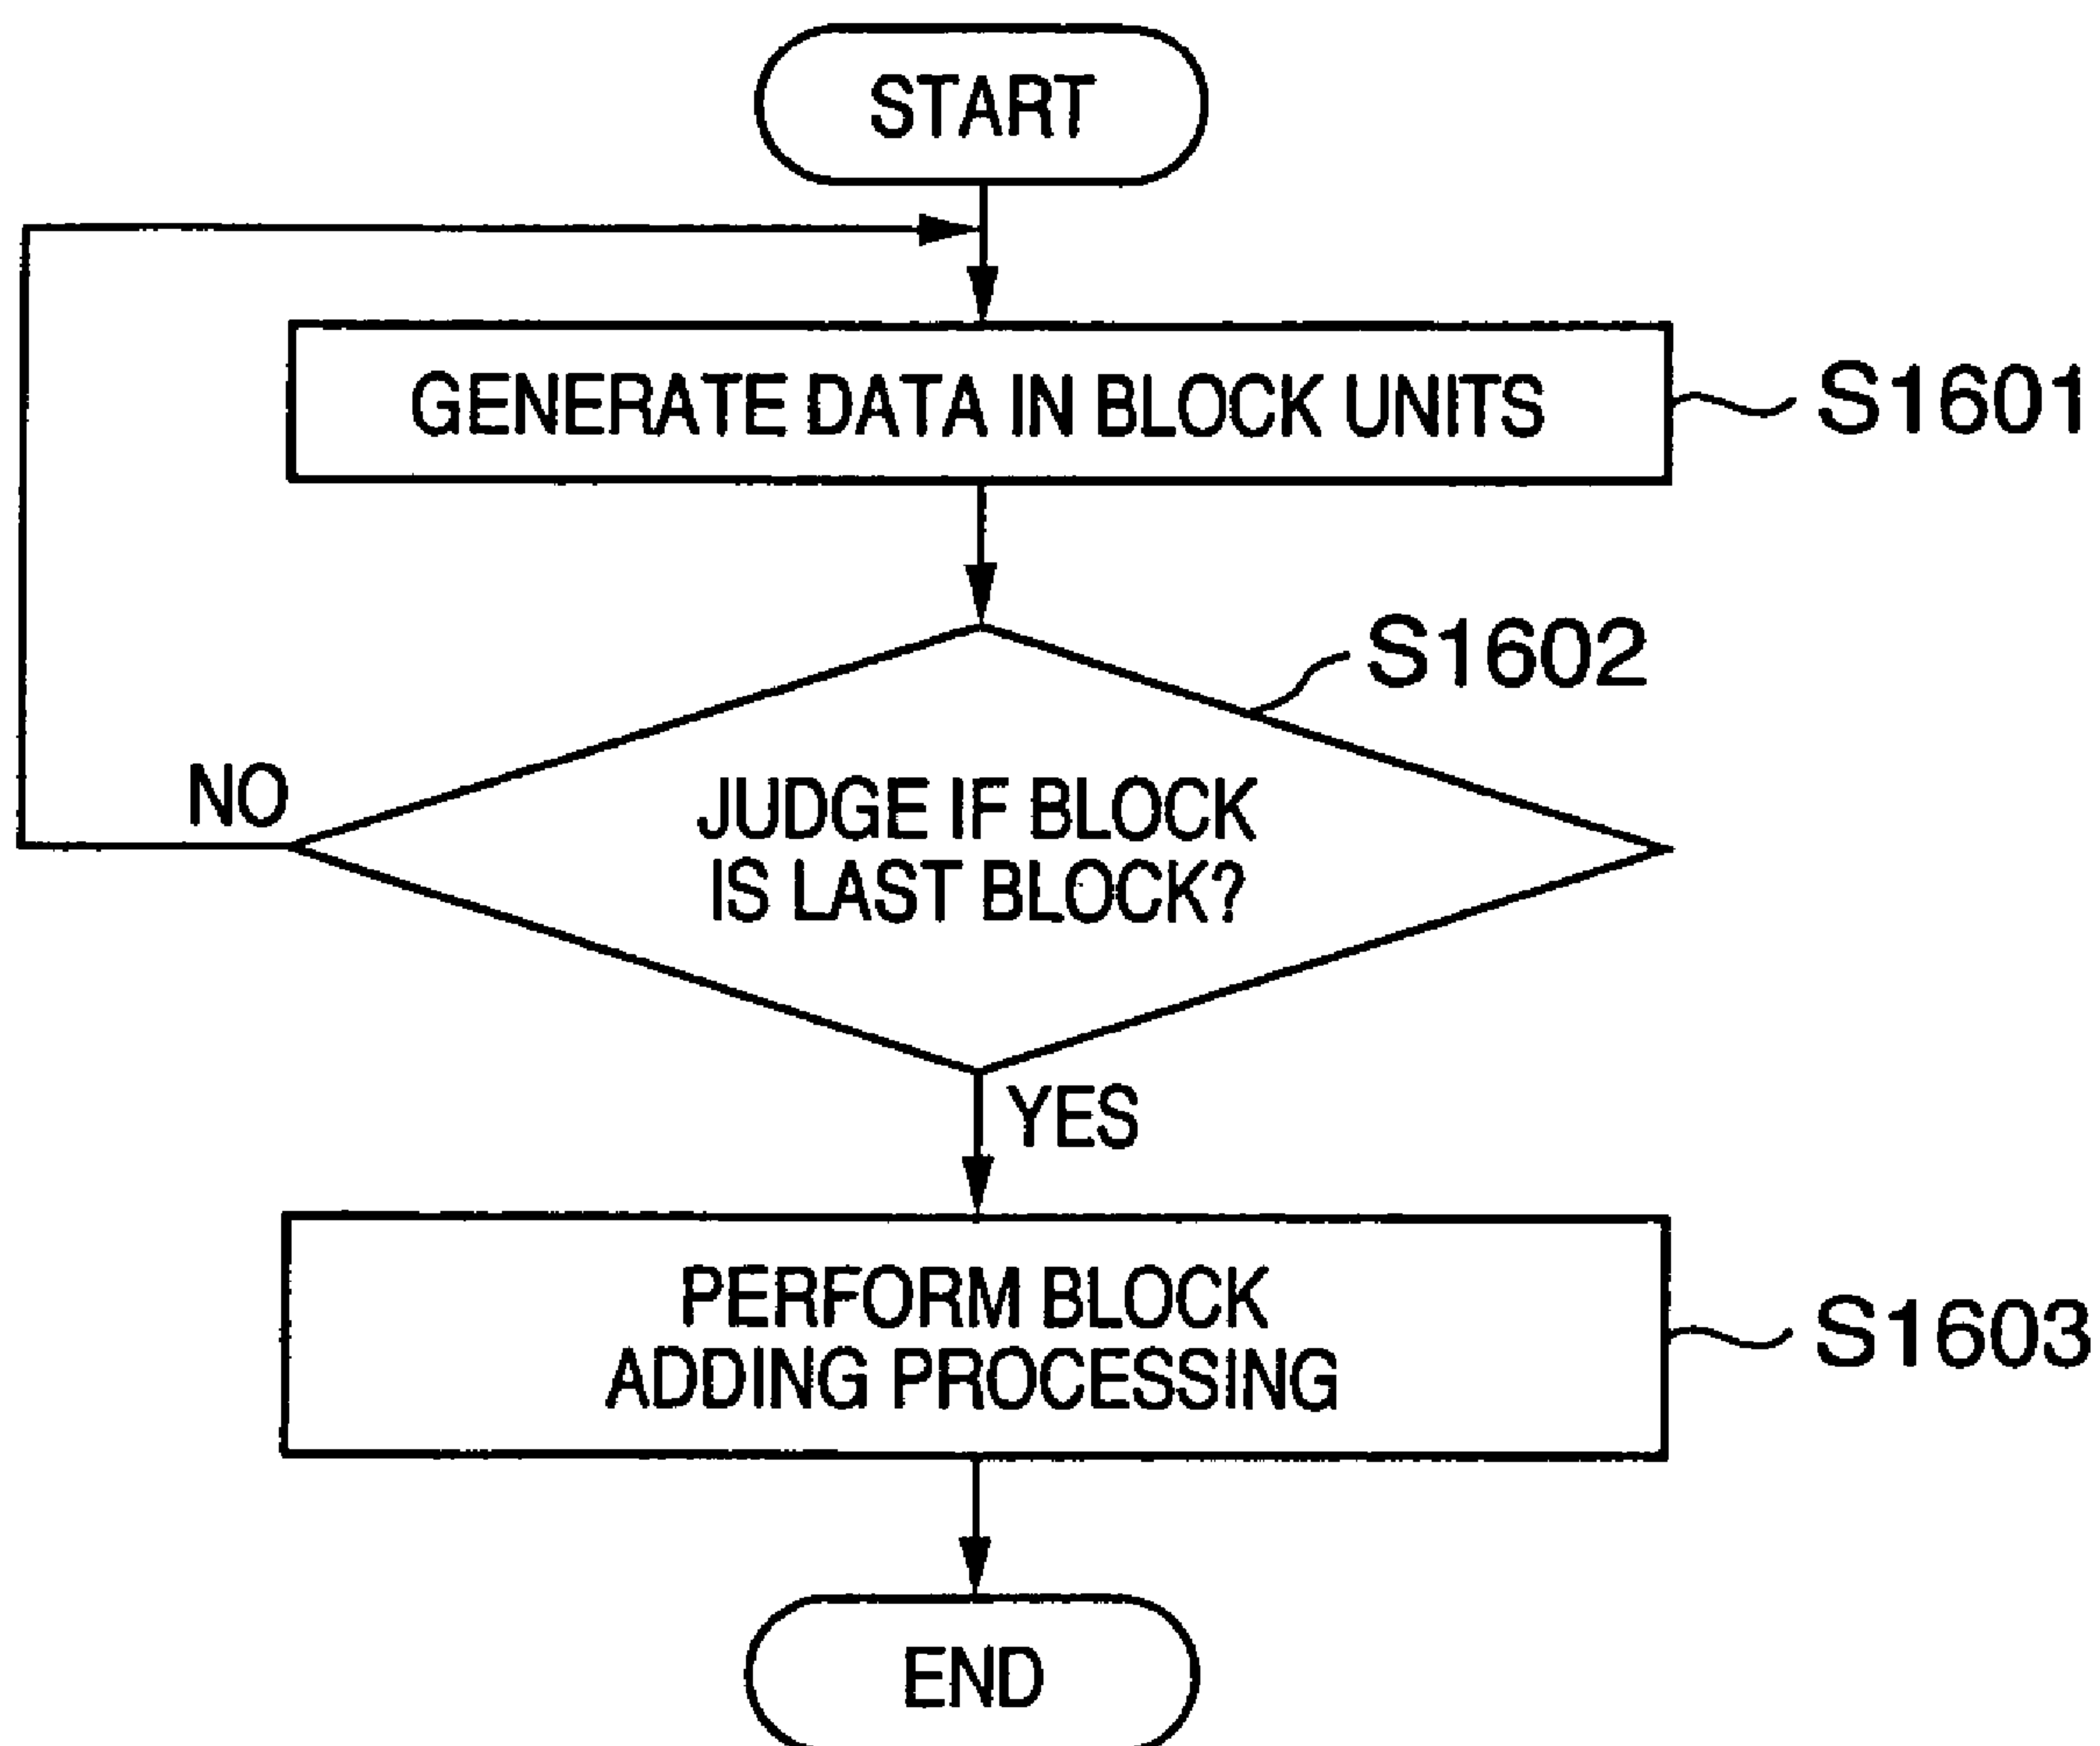 START
GENERATE DATA IN BLOCK UNITS
S1601
S1602
NO
JUDGE IF BLOCK
IS LAST BLOCK?
YES
PERFORM BLOCK
ADDING PROCESSING
S1603
END